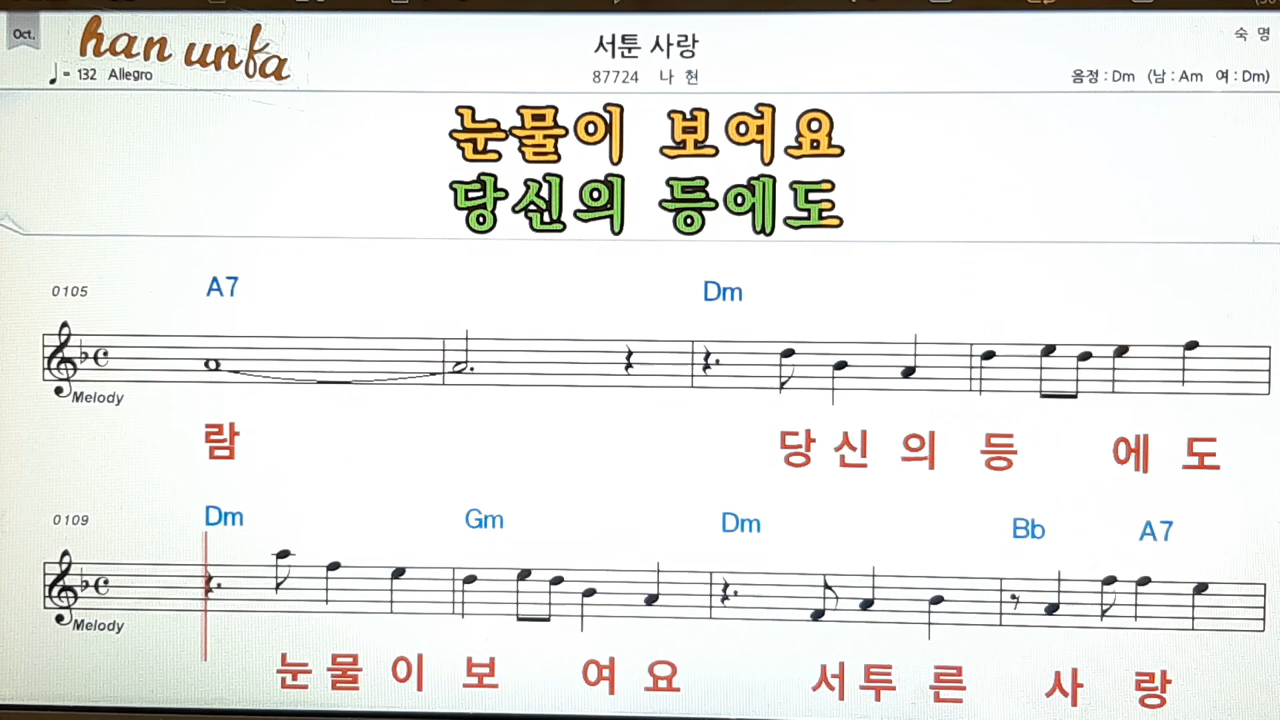 Oct.
han unfa
서툰 사랑
숙 명
♩= 132 Allegro
87724 나 현
음정 : Dm (남 : Am 여 : Dm)
눈물이 보여요
당신의 등에도
0105 A7 Dm
Melody
람 당 신 의 등 에 도
0109 Dm Gm Dm Bb A7
Melody
눈 물 이 보 여 요 서 투 른 사 랑